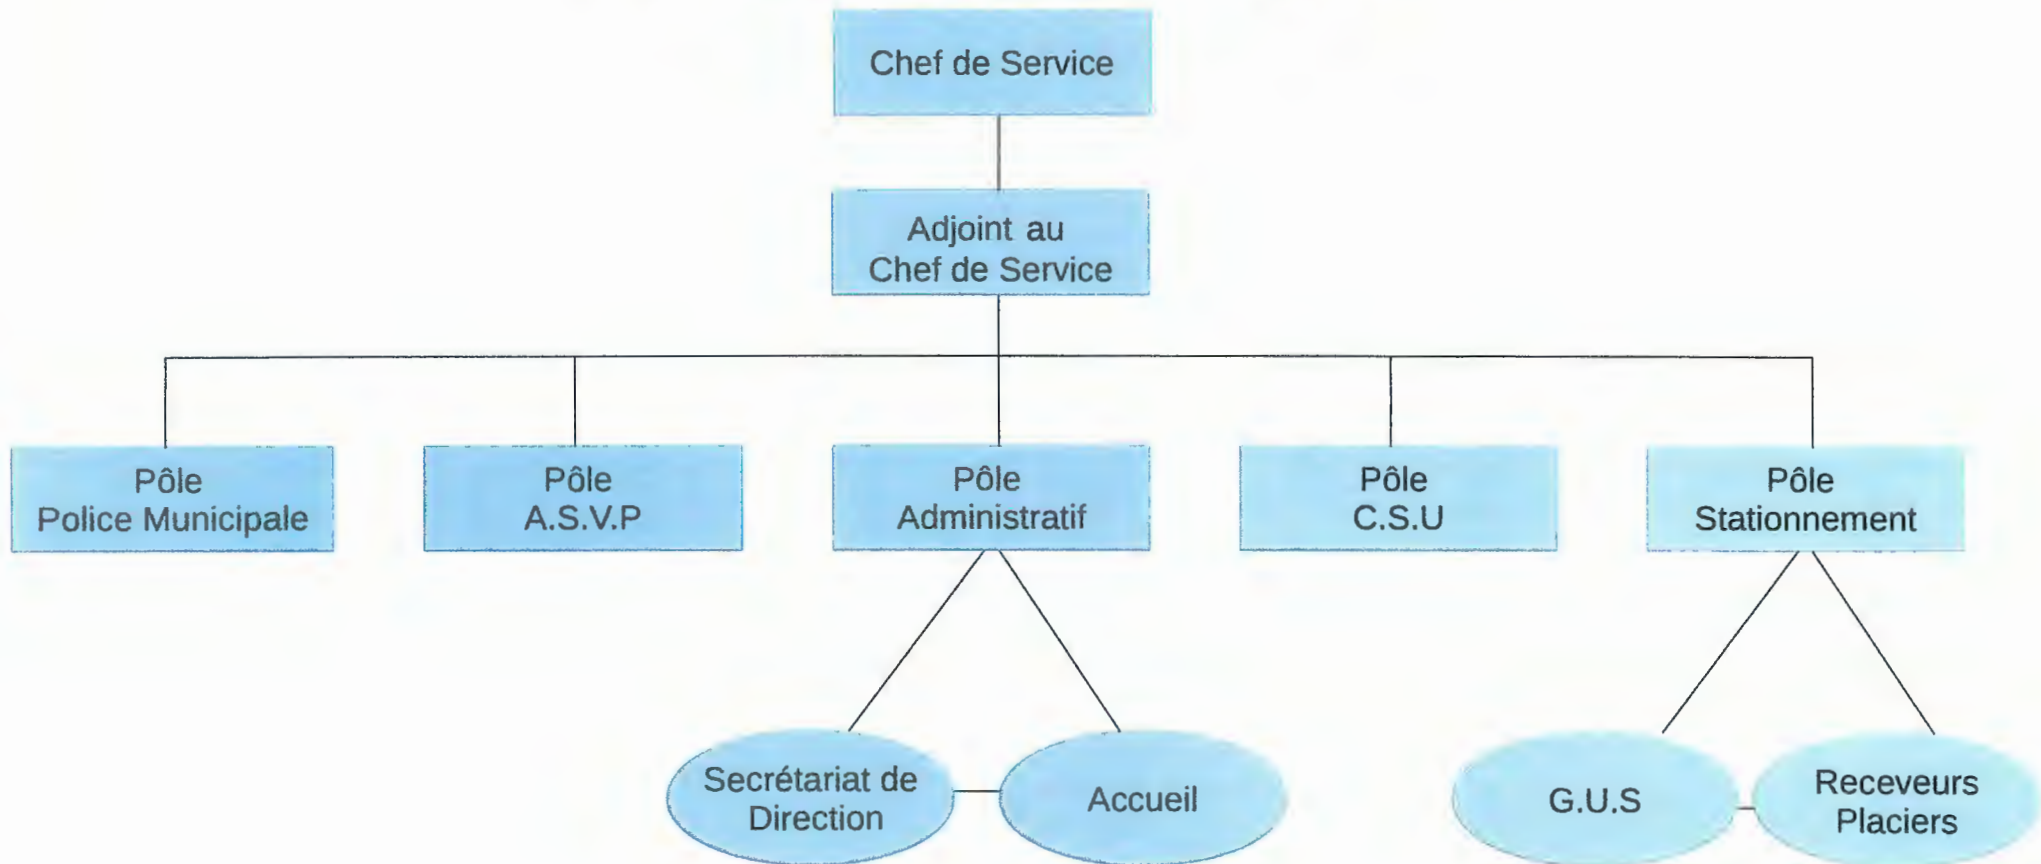 Chef de Service
Adjoint au
Chef de Service
Pôle
Police Municipale
Pôle
A.S.V.P
Pôle
Administratif
Pôle
C.S.U
Pôle
Stationnement
Secrétariat de
Direction
Accueil
G.U.S
Receveurs
Placiers